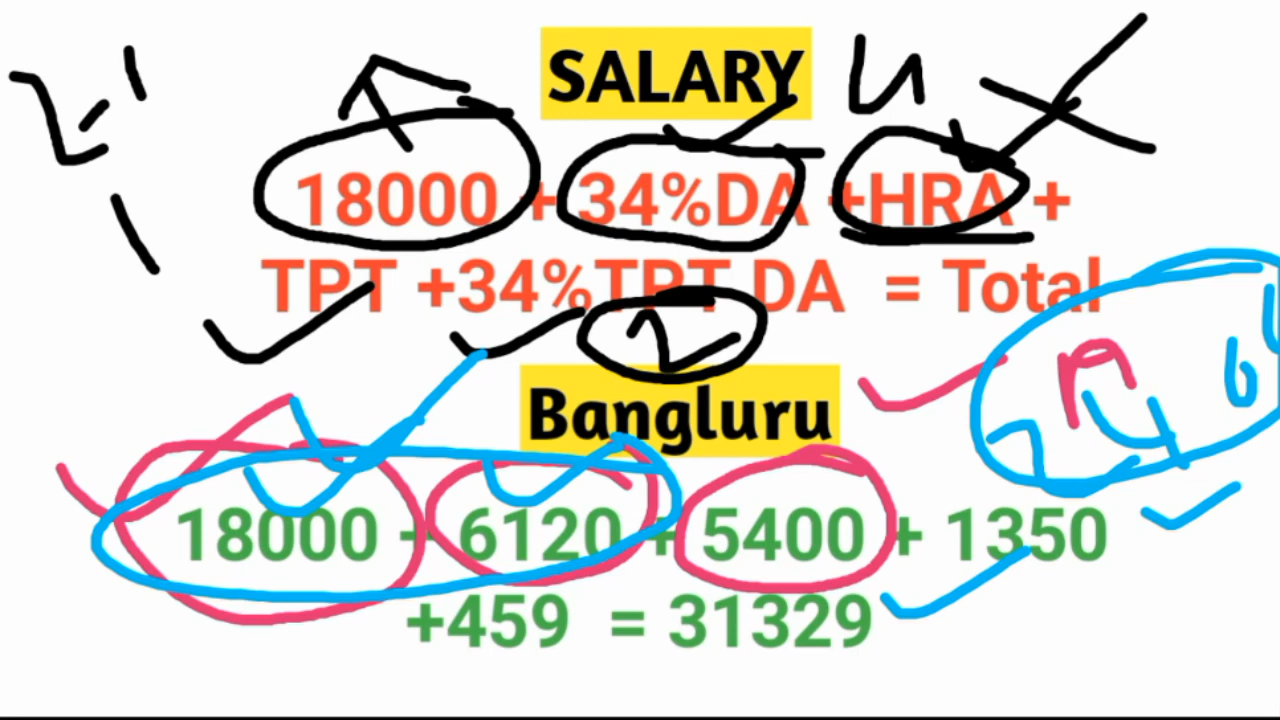 SALARY
18000 + 34%DA +HRA +
TPT +34%TPT DA = Total
Bangluru
18000 + 6120 + 5400 + 1350
+459 = 31329